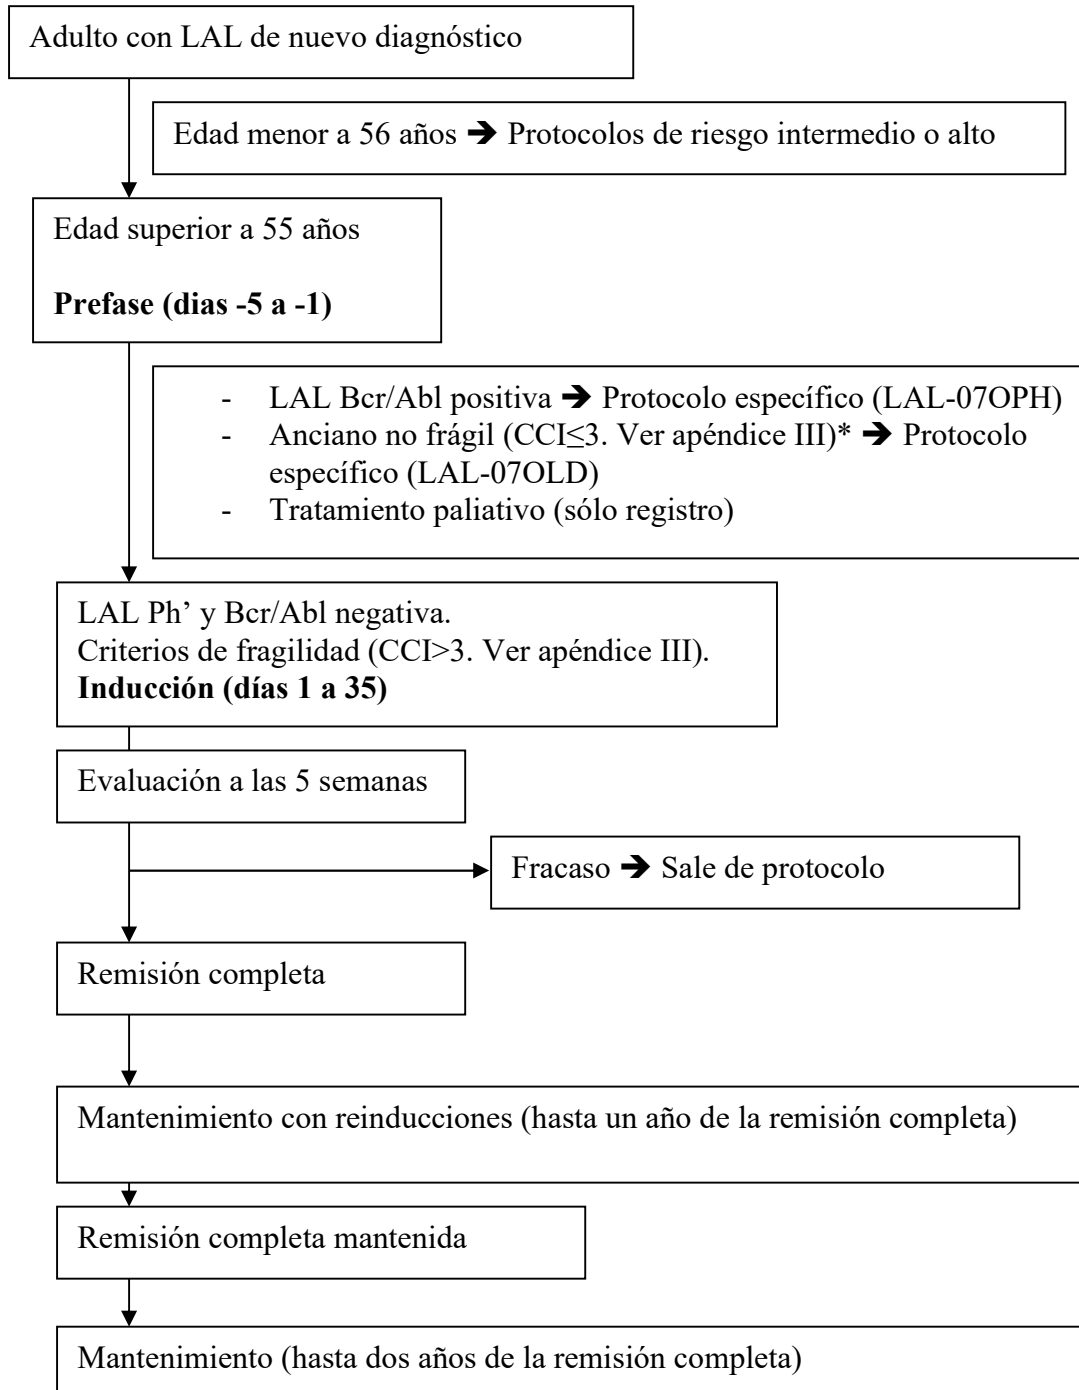 Adulto con LAL de nuevo diagnóstico
Edad menor a 56 años ➔ Protocolos de riesgo intermedio o alto
Edad superior a 55 años
Prefase (dias -5 a -1)
- LAL Bcr/Abl positiva ➔ Protocolo específico (LAL-07OPH)
- Anciano no frágil (CCI≤3. Ver apéndice III)* ➔ Protocolo
específico (LAL-07OLD)
- Tratamiento paliativo (sólo registro)
LAL Ph’ y Bcr/Abl negativa.
Criterios de fragilidad (CCI>3. Ver apéndice III).
Inducción (días 1 a 35)
Evaluación a las 5 semanas
Fracaso ➔ Sale de protocolo
Remisión completa
Mantenimiento con reinducciones (hasta un año de la remisión completa)
Remisión completa mantenida
Mantenimiento (hasta dos años de la remisión completa)